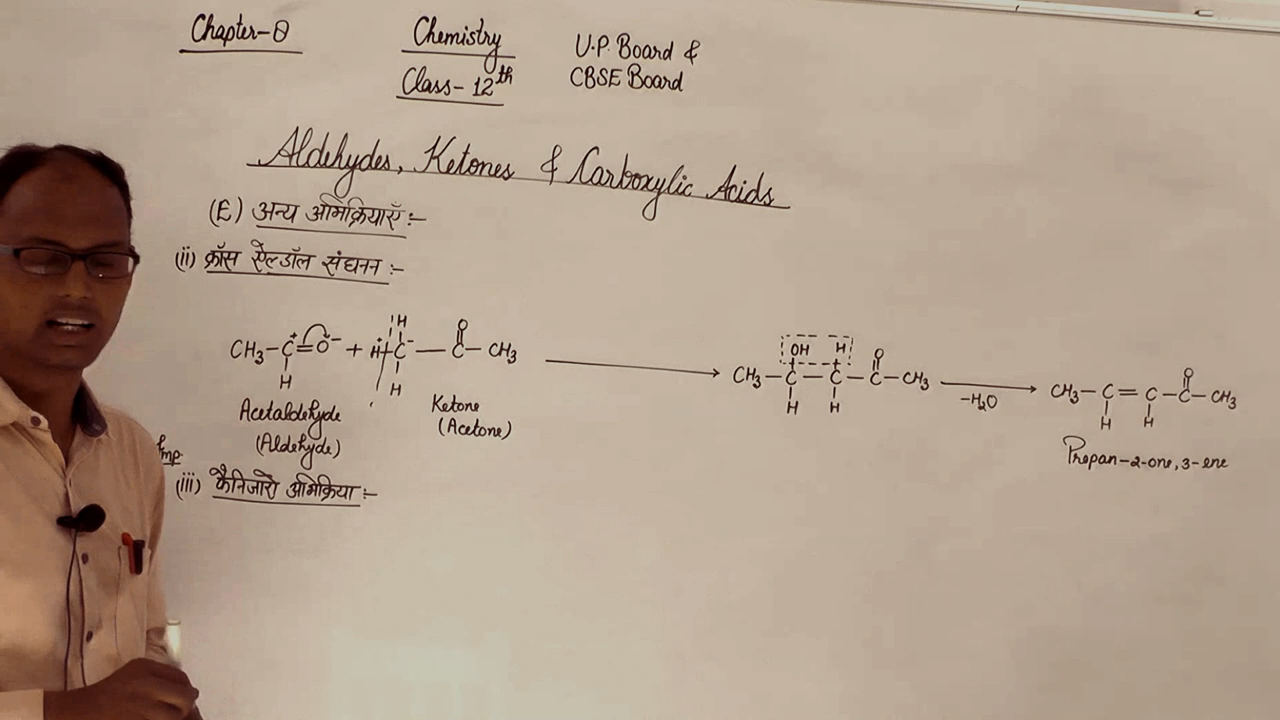 Chapter-8
Chemistry
Class-12th
U.P. Board &
CBSE Board
Aldehydes, Ketones & Carboxylic Acids
(E) अन्य अभिक्रियाएँ :-
(ii) क्रॉस ऐल्डॉल संघनन :-
H O OH H O O
CH₃-C⁺=O⁻ + H-C⁻-C-CH₃ → CH₃-C-C-C-CH₃ -H₂O → CH₃-C=C-C-CH₃
H H H H H H
Acetaldehyde Ketone
(Aldehyde) (Acetone)
Propan-2-one, 3-ene
Imp.
(iii) कैनिजारो अभिक्रिया :-